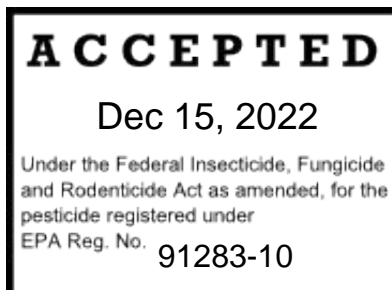 ACCEPTED
Dec 15, 2022
Under the Federal Insecticide, Fungicide
and Rodenticide Act as amended, for the
pesticide registered under
EPA Reg. No. 91283-10